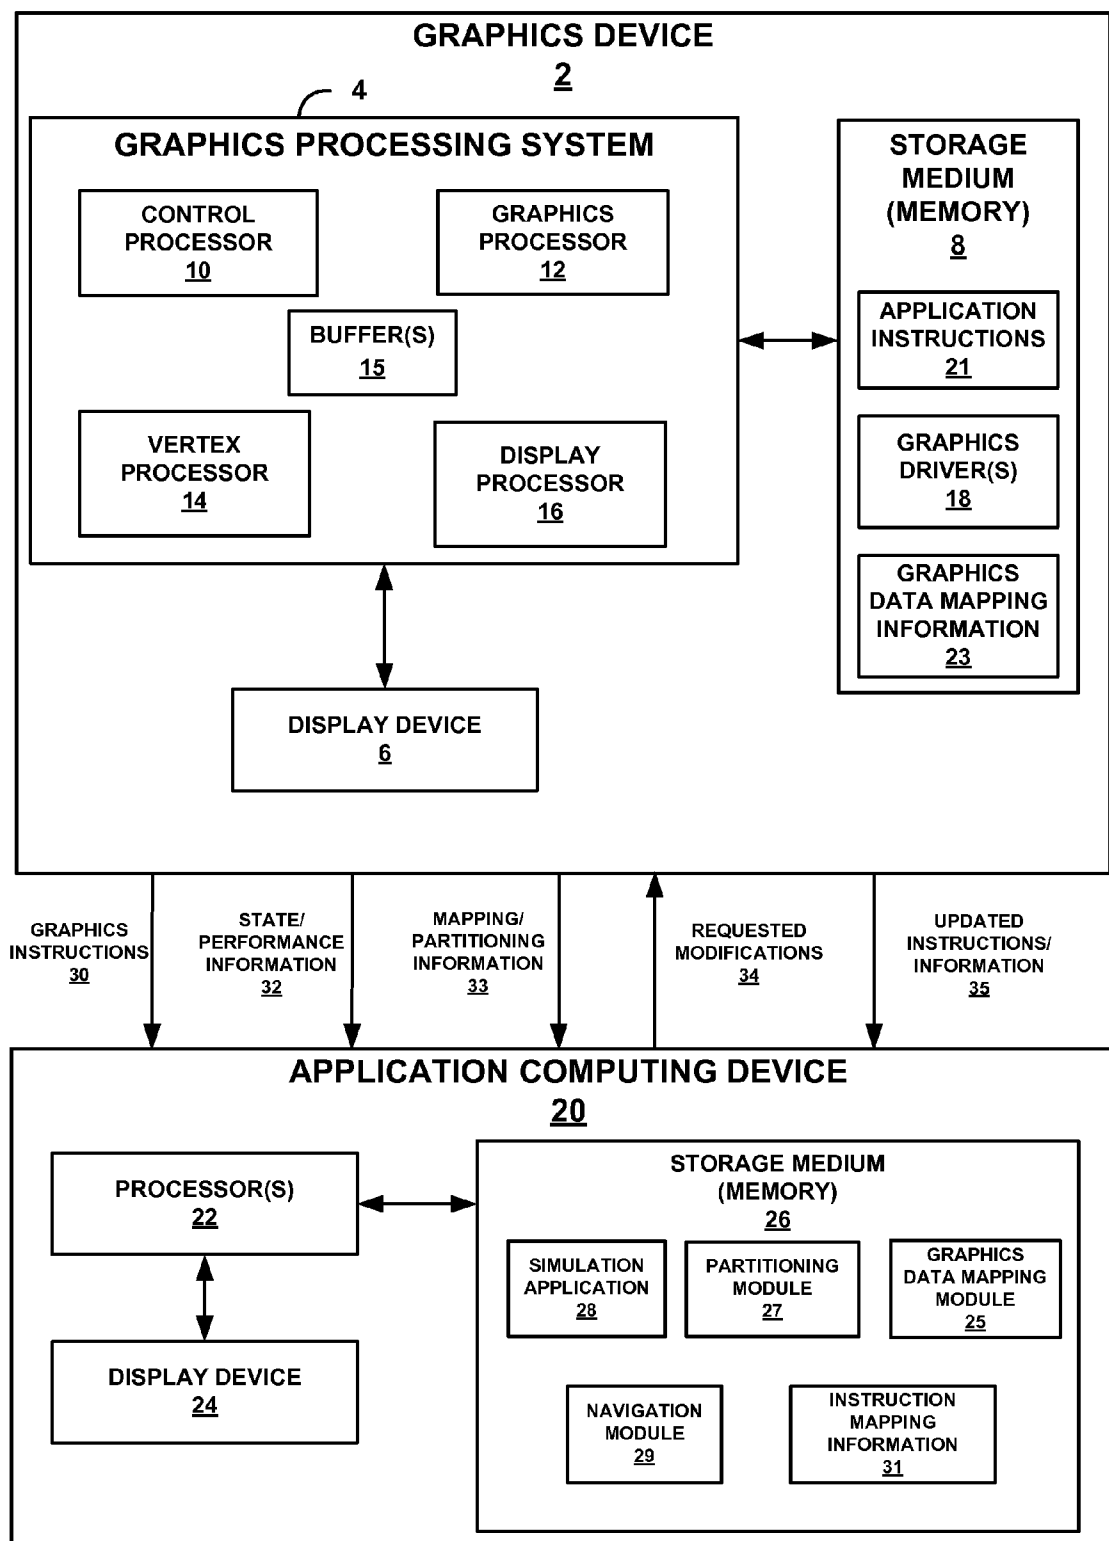 GRAPHICS DEVICE
2
4
GRAPHICS PROCESSING SYSTEM
CONTROL
PROCESSOR
10
GRAPHICS
PROCESSOR
12
BUFFER(S)
15
VERTEX
PROCESSOR
14
DISPLAY
PROCESSOR
16
STORAGE
MEDIUM
(MEMORY)
8
APPLICATION
INSTRUCTIONS
21
GRAPHICS
DRIVER(S)
18
GRAPHICS
DATA MAPPING
INFORMATION
23
DISPLAY DEVICE
6
GRAPHICS
INSTRUCTIONS
30
STATE/
PERFORMANCE
INFORMATION
32
MAPPING/
PARTITIONING
INFORMATION
33
REQUESTED
MODIFICATIONS
34
UPDATED
INSTRUCTIONS/
INFORMATION
35
APPLICATION COMPUTING DEVICE
20
PROCESSOR(S)
22
DISPLAY DEVICE
24
STORAGE MEDIUM
(MEMORY)
26
SIMULATION
APPLICATION
28
PARTITIONING
MODULE
27
GRAPHICS
DATA MAPPING
MODULE
25
NAVIGATION
MODULE
29
INSTRUCTION
MAPPING
INFORMATION
31